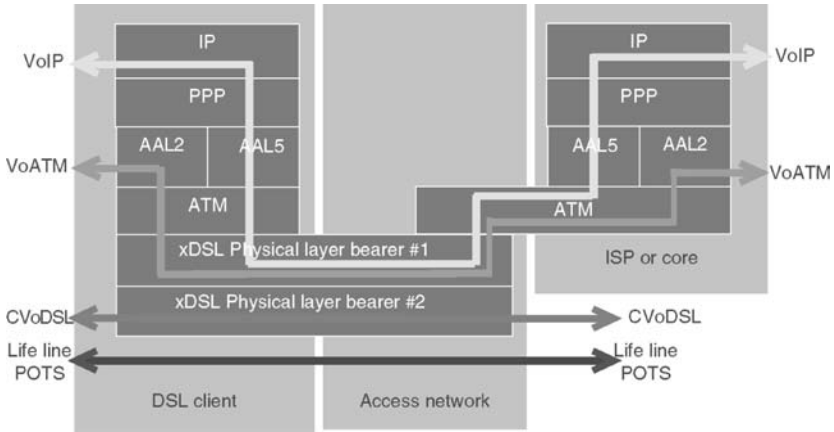 IP
IP
VoIP
VoIP
PPP
PPP
AAL2
AAL5
AAL5
AAL2
VoATM
VoATM
ATM
ATM
xDSL Physical layer bearer #1
ISP or core
xDSL Physical layer bearer #2
CVoDSL
CVoDSL
Life line
POTS
Life line
POTS
DSL client
Access network